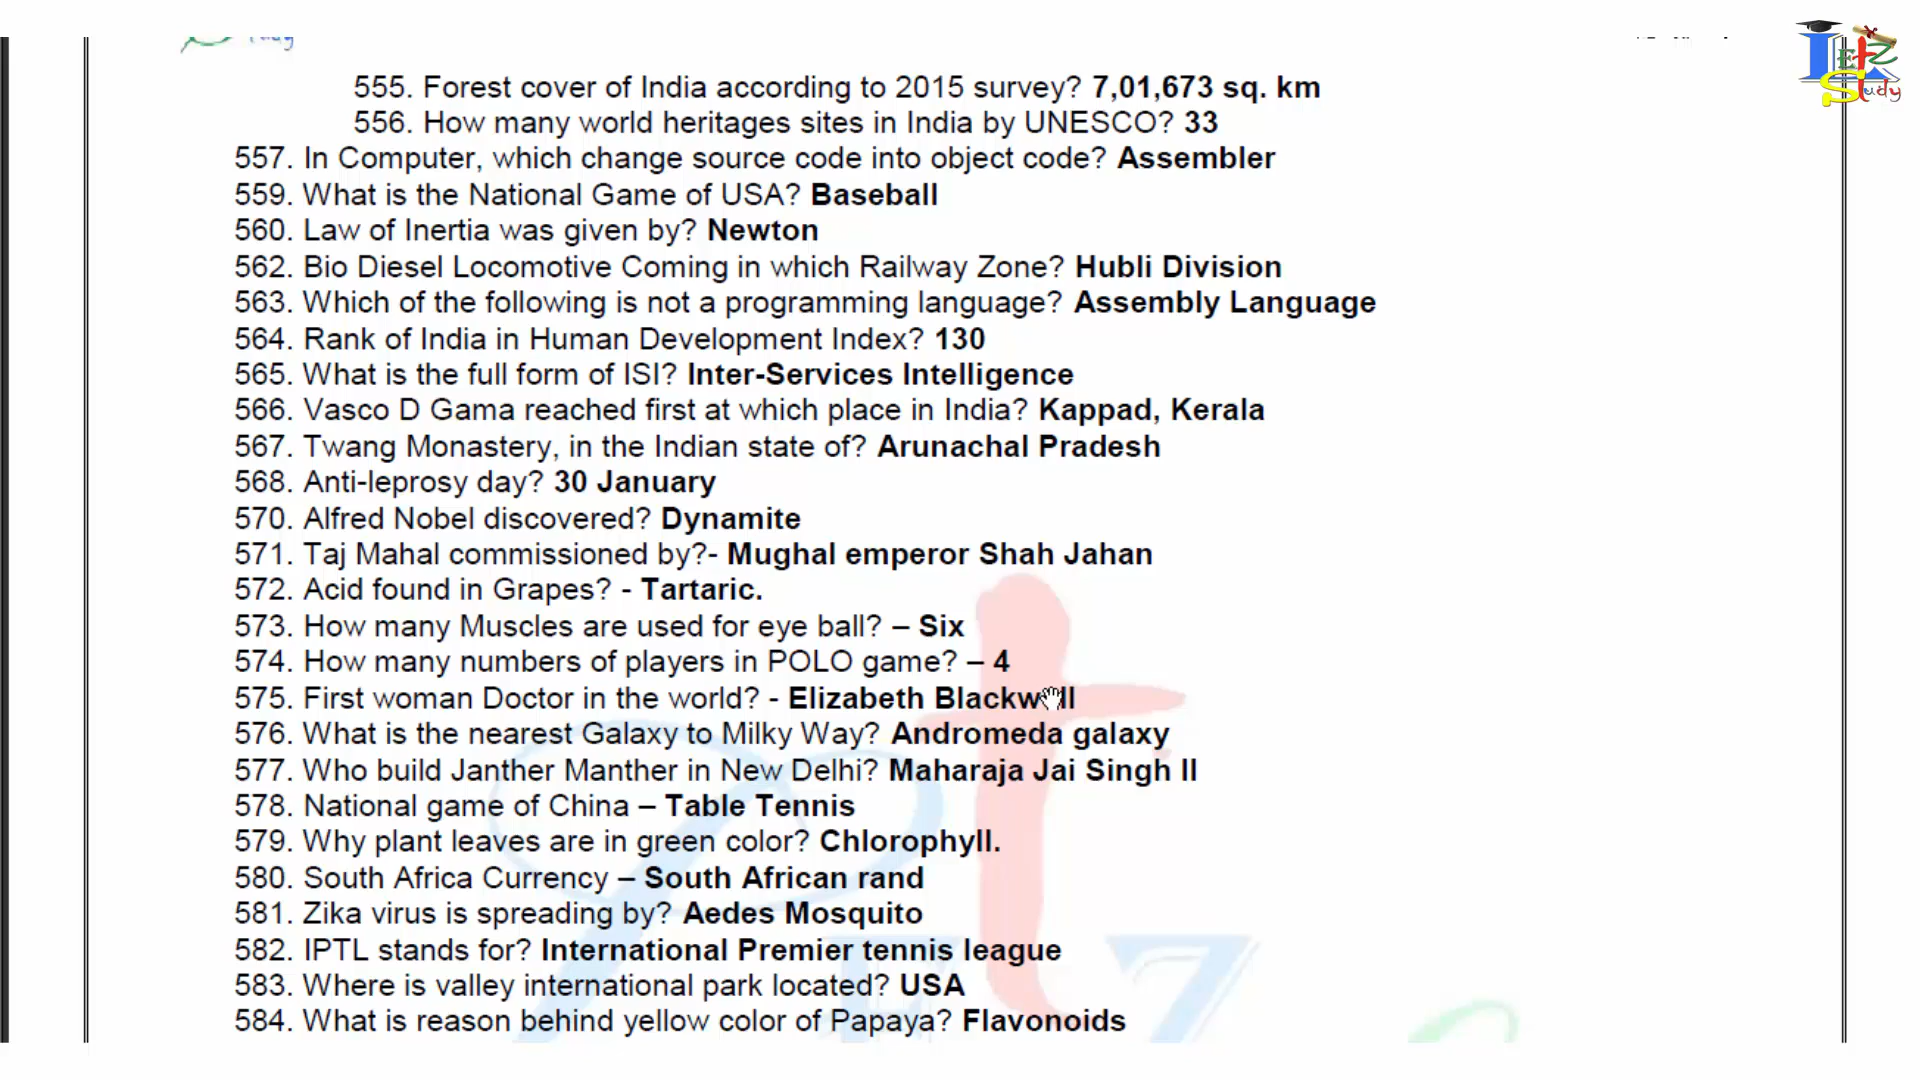 555. Forest cover of India according to 2015 survey? 7,01,673 sq. km
556. How many world heritages sites in India by UNESCO? 33
557. In Computer, which change source code into object code? Assembler
559. What is the National Game of USA? Baseball
560. Law of Inertia was given by? Newton
562. Bio Diesel Locomotive Coming in which Railway Zone? Hubli Division
563. Which of the following is not a programming language? Assembly Language
564. Rank of India in Human Development Index? 130
565. What is the full form of ISI? Inter-Services Intelligence
566. Vasco D Gama reached first at which place in India? Kappad, Kerala
567. Twang Monastery, in the Indian state of? Arunachal Pradesh
568. Anti-leprosy day? 30 January
570. Alfred Nobel discovered? Dynamite
571. Taj Mahal commissioned by?- Mughal emperor Shah Jahan
572. Acid found in Grapes? - Tartaric.
573. How many Muscles are used for eye ball? – Six
574. How many numbers of players in POLO game? – 4
575. First woman Doctor in the world? - Elizabeth Blackwell
576. What is the nearest Galaxy to Milky Way? Andromeda galaxy
577. Who build Janther Manther in New Delhi? Maharaja Jai Singh II
578. National game of China – Table Tennis
579. Why plant leaves are in green color? Chlorophyll.
580. South Africa Currency – South African rand
581. Zika virus is spreading by? Aedes Mosquito
582. IPTL stands for? International Premier tennis league
583. Where is valley international park located? USA
584. What is reason behind yellow color of Papaya? Flavonoids
Study